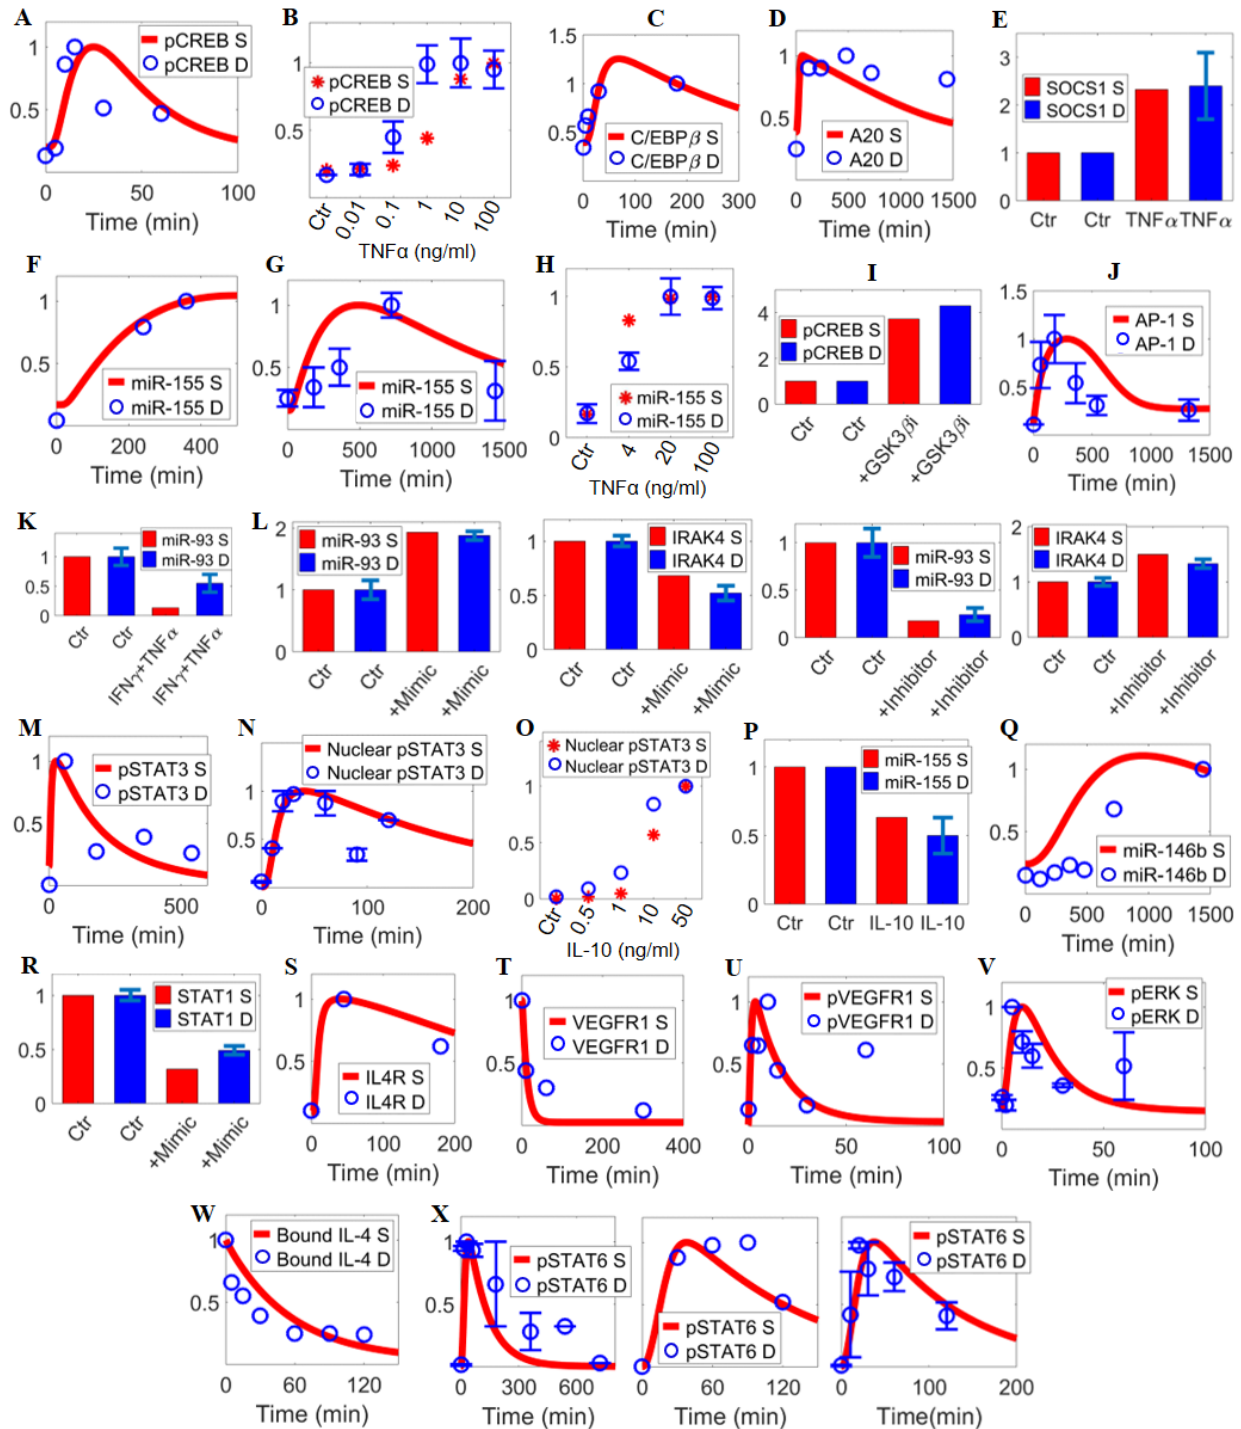 A
pCREB S
pCREB D
1
0.5
0
50
100
Time (min)
B
pCREB S
pCREB D
1
0.5
Ctr
0.01
0.1
1
10
100
TNFα (ng/ml)
C
1.5
1
0.5
C/EBPβ S
C/EBPβ D
0
100
200
300
Time (min)
D
1
0.5
A20 S
A20 D
0
500
1000
1500
Time (min)
E
3
2
1
0
SOCS1 S
SOCS1 D
Ctr
Ctr
TNFα
TNFα
F
1
0.5
miR-155 S
miR-155 D
0
200
400
Time (min)
G
1
0.5
0
miR-155 S
miR-155 D
0
500
1000
1500
Time (min)
H
1
0.5
0
miR-155 S
miR-155 D
Ctr
4
20
100
TNFα (ng/ml)
I
4
2
0
pCREB S
pCREB D
Ctr
Ctr
+GSK3βi
+GSK3βi
J
1.5
1
0.5
AP-1 S
AP-1 D
0
500
1000
1500
Time (min)
K
1
0.5
0
miR-93 S
miR-93 D
Ctr
Ctr
IFNγ+TNFα
IFNγ+TNFα
L
2
1
0
miR-93 S
miR-93 D
Ctr
Ctr
+Mimic
+Mimic
1
0.5
0
IRAK4 S
IRAK4 D
Ctr
Ctr
+Mimic
+Mimic
1
0.5
0
miR-93 S
miR-93 D
Ctr
Ctr
+Inhibitor
+Inhibitor
2
1
0
IRAK4 S
IRAK4 D
Ctr
Ctr
+Inhibitor
+Inhibitor
M
1
0.5
pSTAT3 S
pSTAT3 D
0
500
Time (min)
N
1
0.5
Nuclear pSTAT3 S
Nuclear pSTAT3 D
0
100
200
Time (min)
O
Nuclear pSTAT3 S
Nuclear pSTAT3 D
1
0.5
0
Ctr
0.5
1
10
50
IL-10 (ng/ml)
P
1
0.5
0
miR-155 S
miR-155 D
Ctr
Ctr
IL-10
IL-10
Q
1
0.5
0
miR-146b S
miR-146b D
0
500
1000
1500
Time (min)
R
1
0.5
0
STAT1 S
STAT1 D
Ctr
Ctr
+Mimic
+Mimic
S
1
0.5
IL4R S
IL4R D
0
100
200
Time (min)
T
1
0.5
VEGFR1 S
VEGFR1 D
0
200
400
Time (min)
U
1
0.5
0
pVEGFR1 S
pVEGFR1 D
0
50
100
Time (min)
V
1
0.5
0
pERK S
pERK D
0
50
100
Time (min)
W
1
0.5
Bound IL-4 S
Bound IL-4 D
0
60
120
Time (min)
X
1
0.5
pSTAT6 S
pSTAT6 D
0
300
600
Time (min)
pSTAT6 S
pSTAT6 D
0
60
120
Time (min)
pSTAT6 S
pSTAT6 D
0
100
200
Time(min)